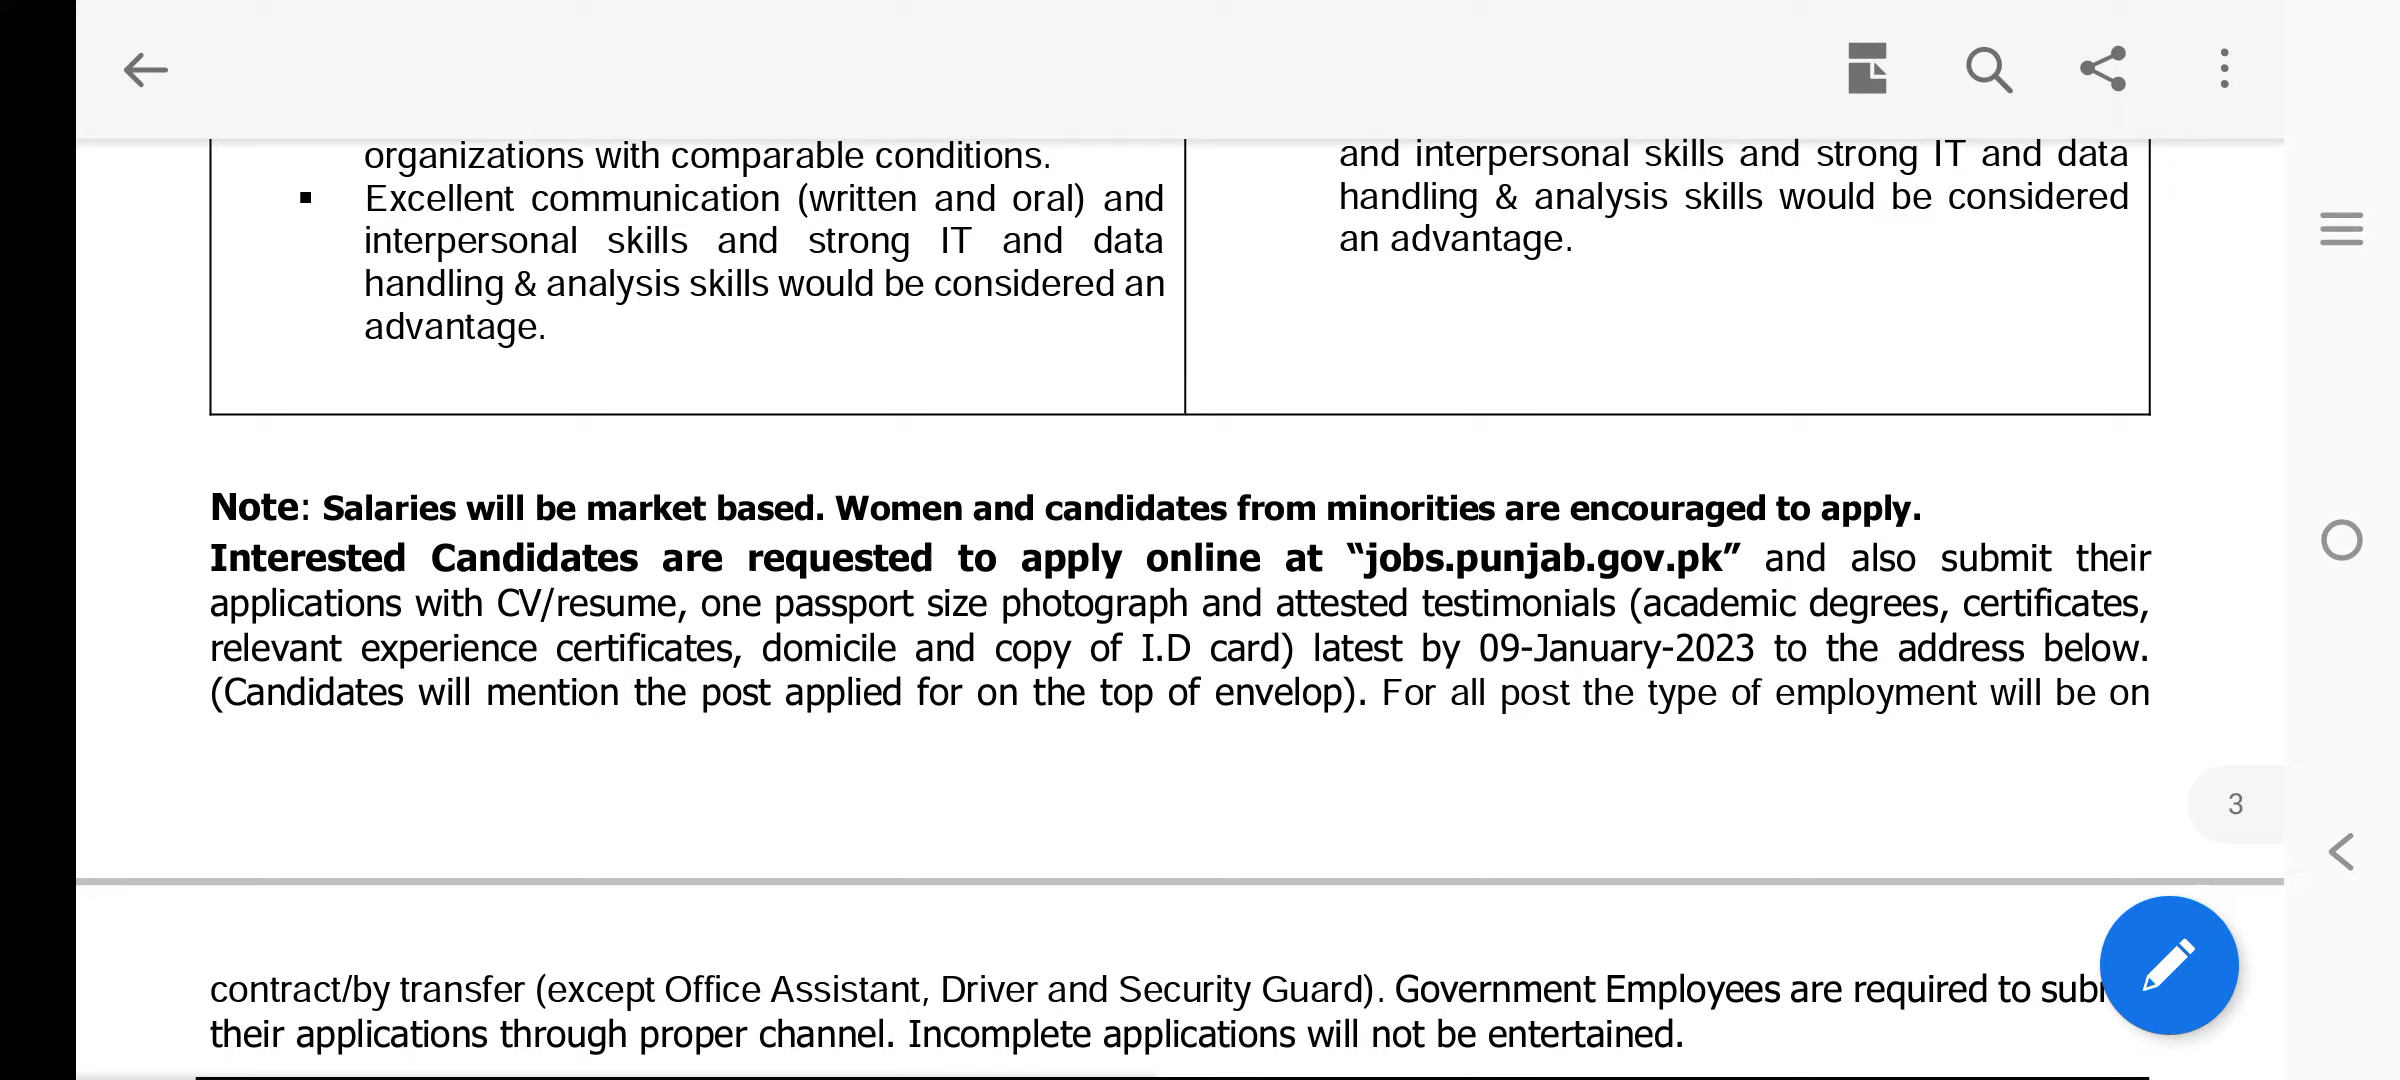 organizations with comparable conditions.
▪ Excellent communication (written and oral) and
interpersonal skills and strong IT and data
handling & analysis skills would be considered an
advantage.
and interpersonal skills and strong IT and data
handling & analysis skills would be considered
an advantage.
Note: Salaries will be market based. Women and candidates from minorities are encouraged to apply.
Interested Candidates are requested to apply online at “jobs.punjab.gov.pk” and also submit their
applications with CV/resume, one passport size photograph and attested testimonials (academic degrees, certificates,
relevant experience certificates, domicile and copy of I.D card) latest by 09-January-2023 to the address below.
(Candidates will mention the post applied for on the top of envelop). For all post the type of employment will be on
3
contract/by transfer (except Office Assistant, Driver and Security Guard). Government Employees are required to
their applications through proper channel. Incomplete applications will not be entertained.